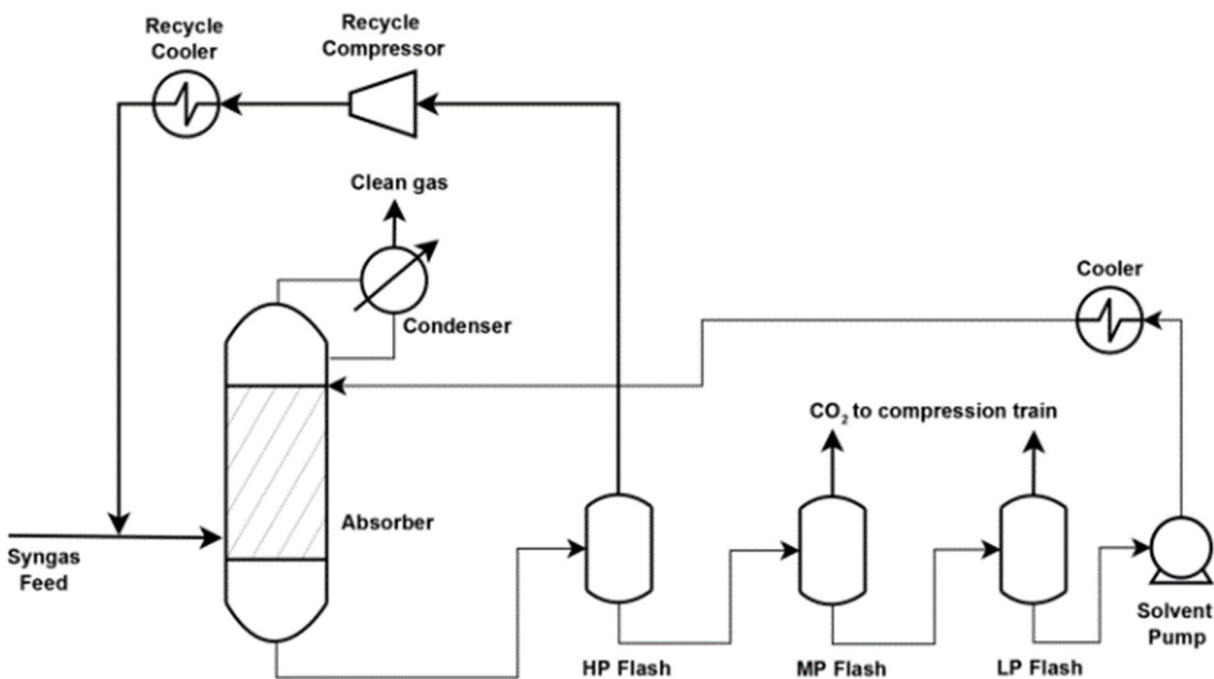 Recycle
Cooler
Recycle
Compressor
Clean gas
Condenser
Cooler
CO₂ to compression train
Absorber
Syngas
Feed
HP Flash
MP Flash
LP Flash
Solvent
Pump